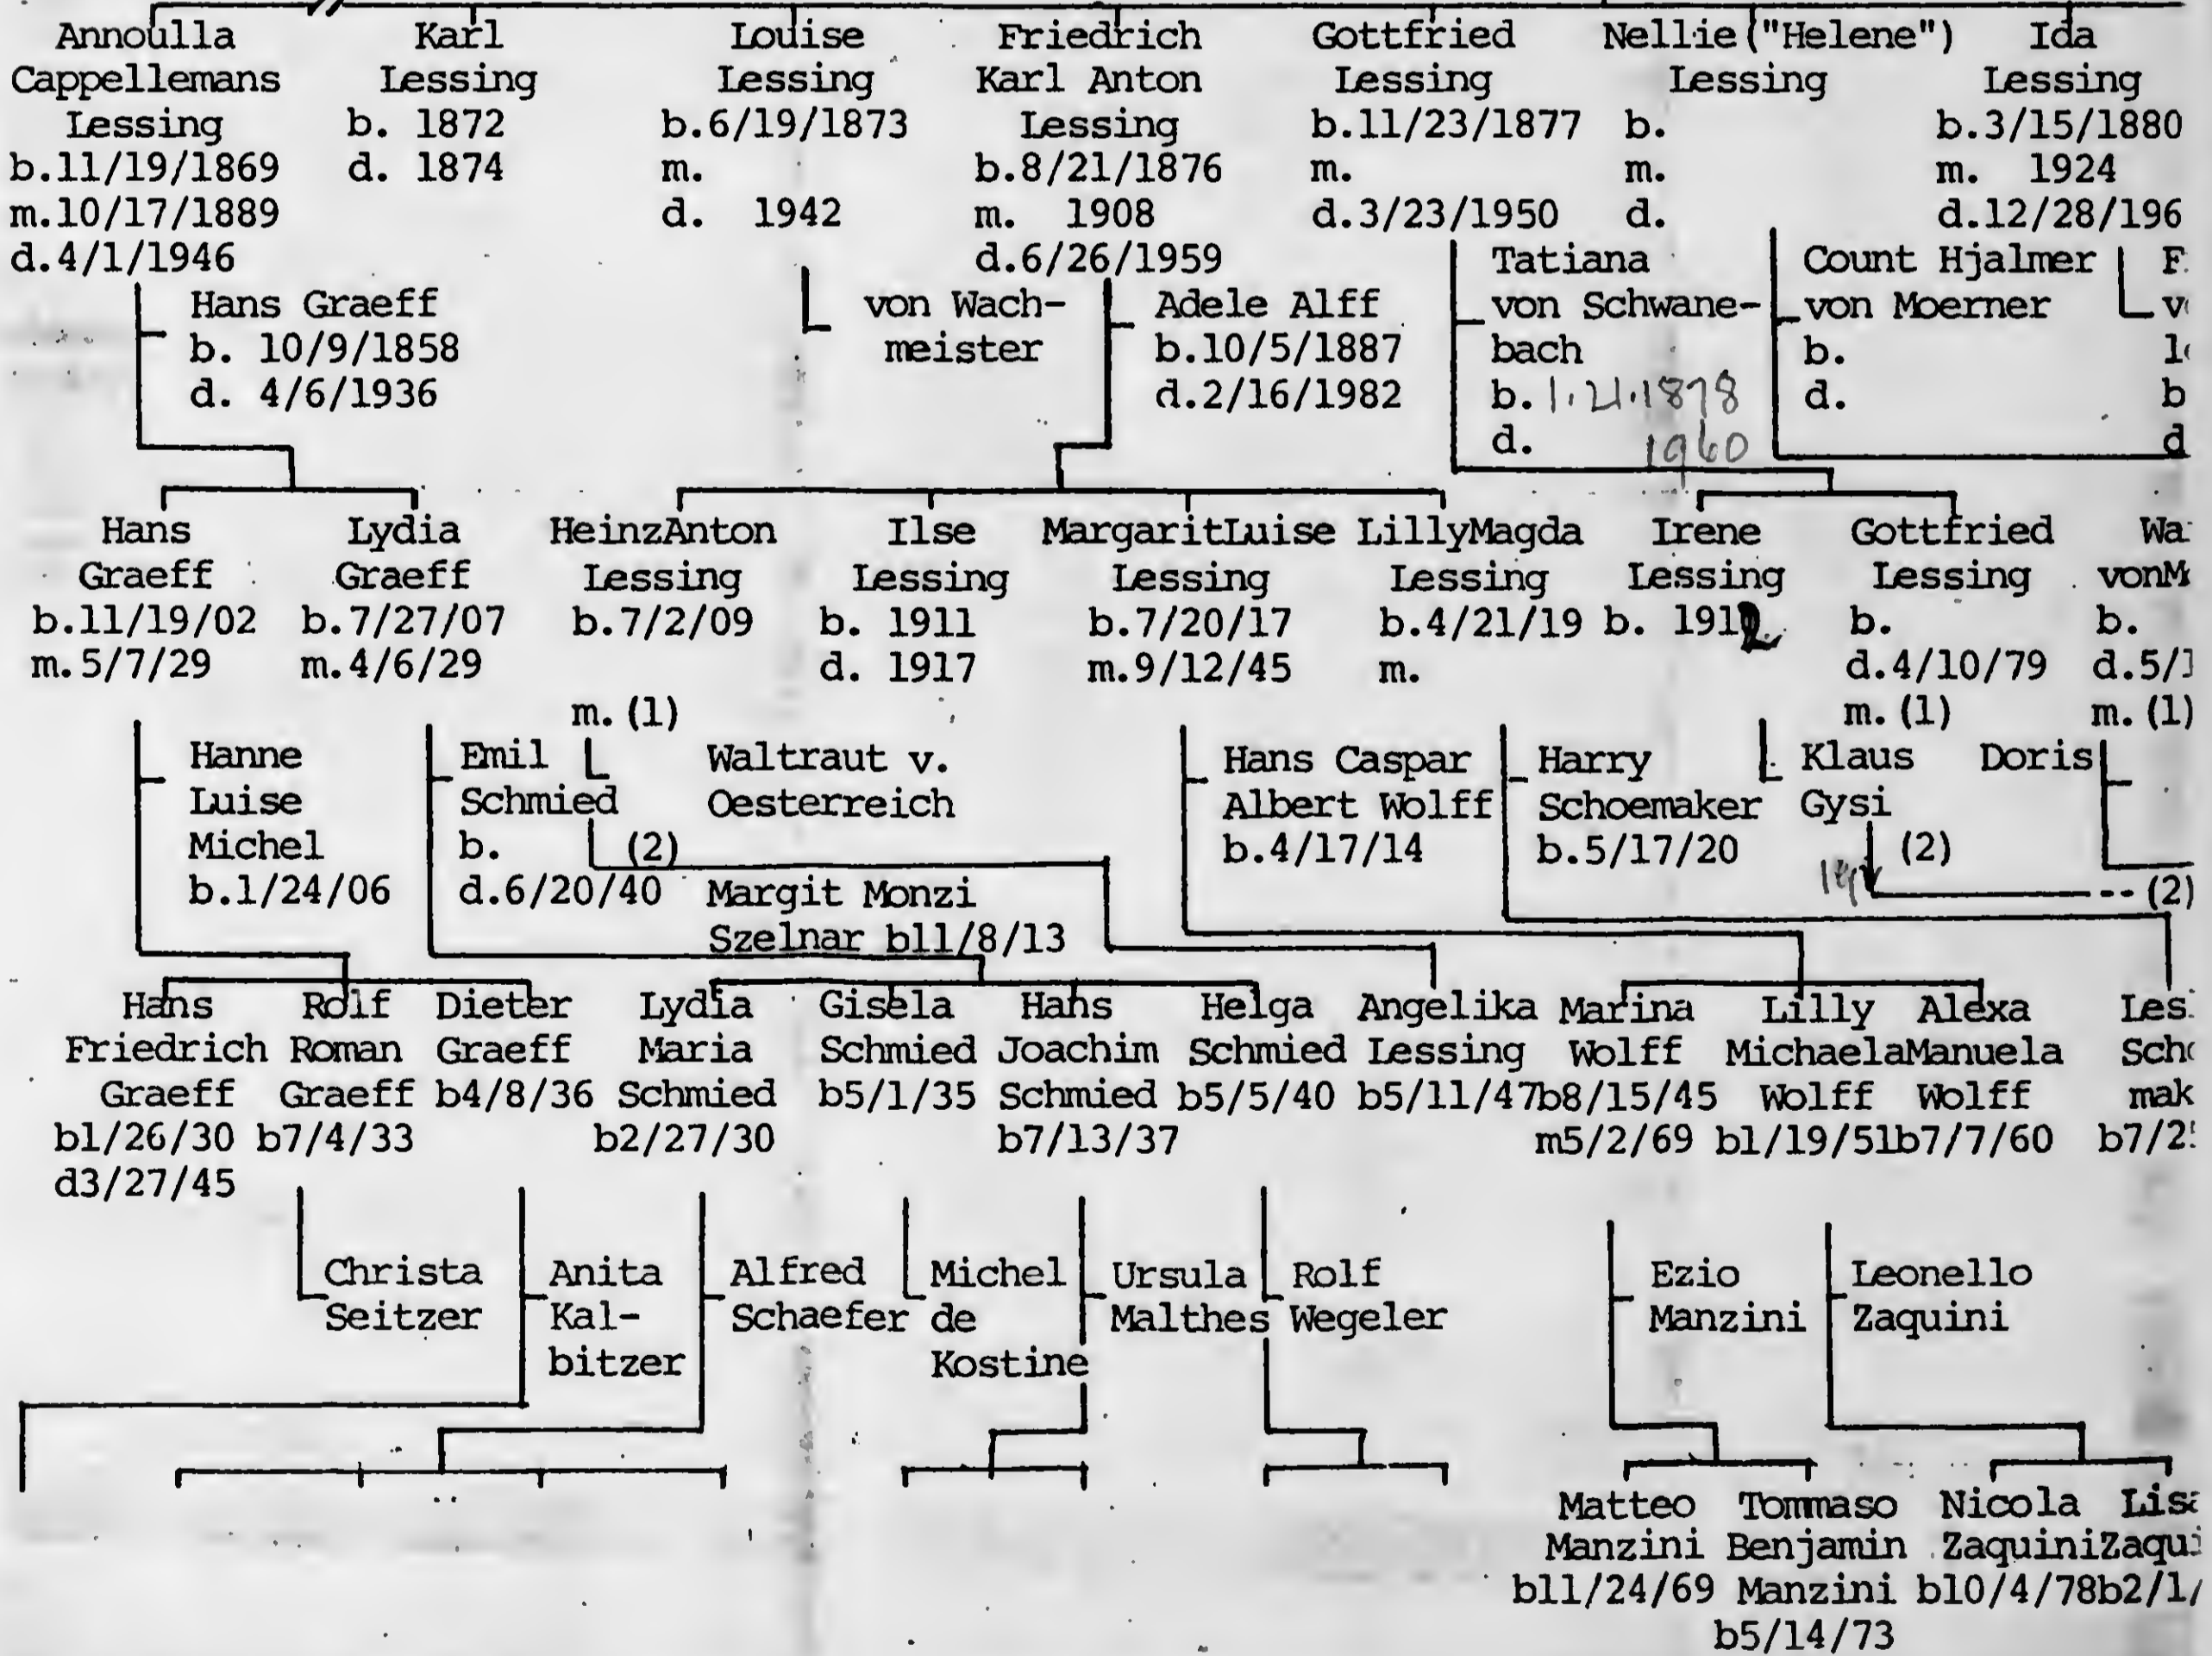 Annoulla
Cappellemans
Lessing
b.11/19/1869
m.10/17/1889
d.4/1/1946
Karl
Lessing
b. 1872
d. 1874
Louise
Lessing
b.6/19/1873
m.
d. 1942
Friedrich
Karl Anton
Lessing
b.8/21/1876
m. 1908
d.6/26/1959
Gottfried
Lessing
b.11/23/1877
m.
d.3/23/1950
Nellie ("Helene")
Lessing
b.
m.
d.
Ida
Lessing
b.3/15/1880
m. 1924
d.12/28/196
Hans Graeff
b. 10/9/1858
d. 4/6/1936
von Wach-
meister
Adele Alff
b.10/5/1887
d.2/16/1982
Tatiana
von Schwane-
bach
b. 1.21.1878
d. 1960
Count Hjalmer
von Moerner
b.
d.
F
v
b
d
Hans
Graeff
b.11/19/02
m.5/7/29
Lydia
Graeff
b.7/27/07
m.4/6/29
HeinzAnton
Lessing
b.7/2/09
m.(1)
Ilse
Lessing
b. 1911
d. 1917
MargaritLuise
Lessing
b.7/20/17
m.9/12/45
LillyMagda
Lessing
b.4/21/19
m.
Irene
Lessing
b. 1912
Gottfried
Lessing
b.
d.4/10/79
m.(1)
Wa
vonM
b.
d.5/
m.(1)
Hanne
Luise
Michel
b.1/24/06
Emil
Schmied
b.
d.6/20/40
Waltraut v.
Oesterreich
(2)
Margit Monzi
Szelnar b11/8/13
Hans Caspar
Albert Wolff
b.4/17/14
Harry
Schoemaker
b.5/17/20
Klaus
Gysi
(2)
Doris
-- (2)
Hans
Friedrich
Graeff
b1/26/30
d3/27/45
Rolf
Roman
Graeff
b7/4/33
Dieter
Graeff
b4/8/36
Lydia
Maria
Schmied
b2/27/30
Gisela
Schmied
b5/1/35
Hans
Joachim
Schmied
b7/13/37
Helga
Schmied
b5/5/40
Angelika
Lessing
b5/11/47
Marina
Wolff
b8/15/45
m5/2/69
Lilly
Michaela
Wolff
b1/19/51
Alexa
Manuela
Wolff
b7/7/60
Les
Scho
mak
b7/2
Christa
Seitzer
Anita
Kal-
bitzer
Alfred
Schaefer
Michel
de
Kostine
Ursula
Malthes
Rolf
Wegeler
Ezio
Manzini
Leonello
Zaquini
Matteo
Manzini
b11/24/69
Tommaso
Benjamin
Manzini
b5/14/73
Nicola
Zaquini
b10/4/78
Lisa
Zaqui
b2/1/